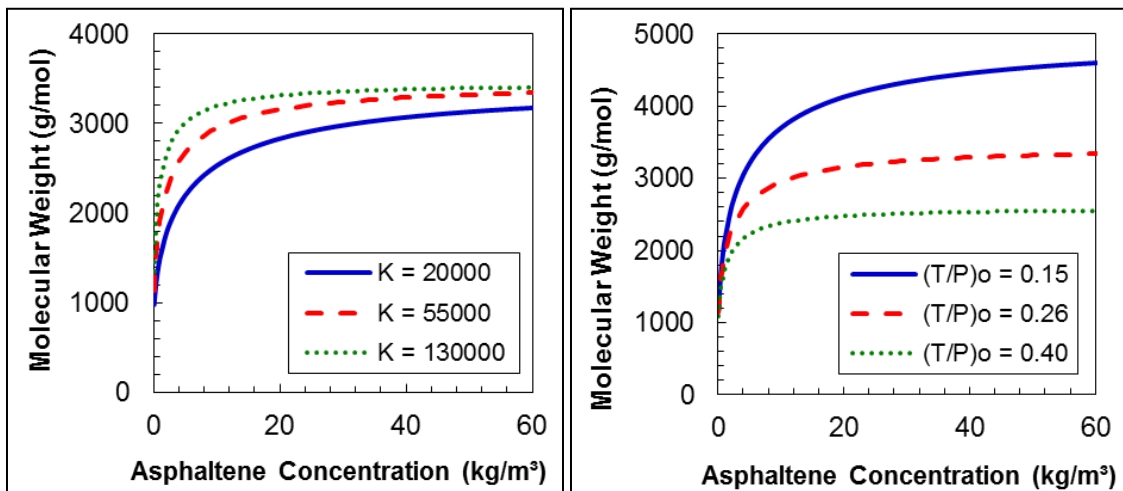 Molecular Weight (g/mol)
4000
3000
2000
1000
0
K = 20000
K = 55000
K = 130000
0 20 40 60
Asphaltene Concentration (kg/m³)
Molecular Weight (g/mol)
5000
4000
3000
2000
1000
0
(T/P)o = 0.15
(T/P)o = 0.26
(T/P)o = 0.40
0 20 40 60
Asphaltene Concentration (kg/m³)